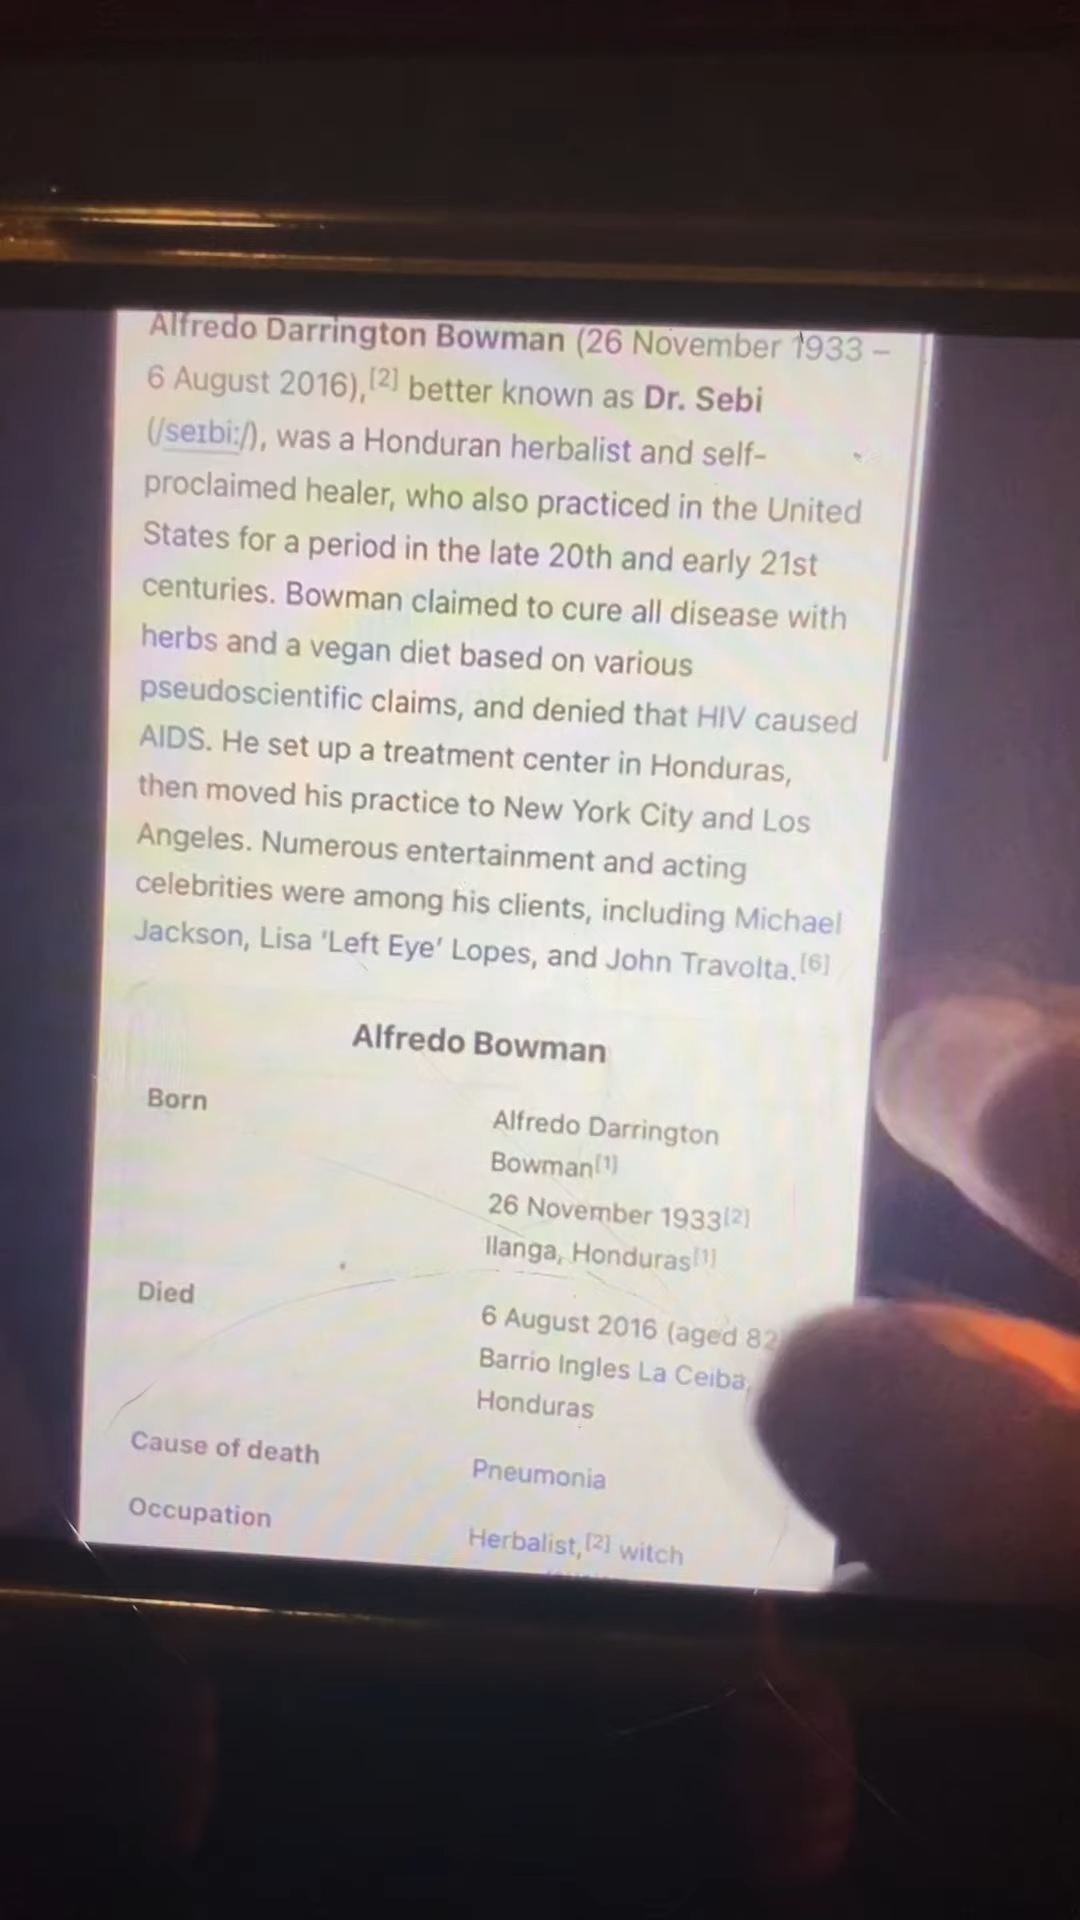 Alfredo Darrington Bowman (26 November 1933 –
6 August 2016),[2] better known as Dr. Sebi
(/seɪbiː/), was a Honduran herbalist and self-
proclaimed healer, who also practiced in the United
States for a period in the late 20th and early 21st
centuries. Bowman claimed to cure all disease with
herbs and a vegan diet based on various
pseudoscientific claims, and denied that HIV caused
AIDS. He set up a treatment center in Honduras,
then moved his practice to New York City and Los
Angeles. Numerous entertainment and acting
celebrities were among his clients, including Michael
Jackson, Lisa 'Left Eye' Lopes, and John Travolta.[6]
Alfredo Bowman
Born
Alfredo Darrington
Bowman[1]
26 November 1933[2]
Ilanga, Honduras[1]
Died
6 August 2016 (aged 82
Barrio Ingles La Ceiba,
Honduras
Cause of death
Pneumonia
Occupation
Herbalist,[2] witch